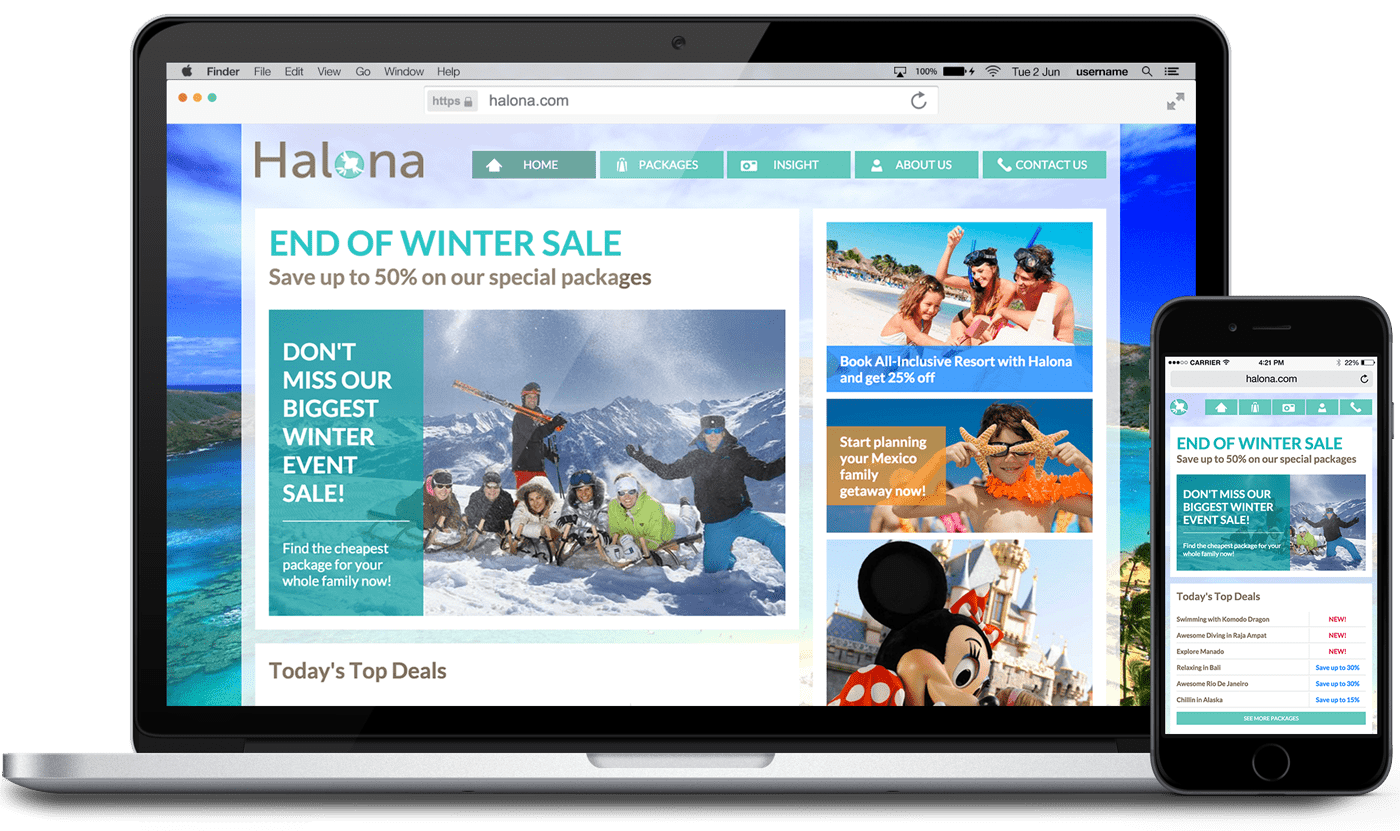 Finder File Edit View Go Window Help 100% Tue 2 Jun username
https halona.com
Halona
HOME PACKAGES INSIGHT ABOUT US CONTACT US
END OF WINTER SALE
Save up to 50% on our special packages
DON'T
MISS OUR
BIGGEST
WINTER
EVENT
SALE!
Find the cheapest
package for your
whole family now!
Today's Top Deals
Book All-Inclusive Resort with Halona
and get 25% off
Start planning
your Mexico
family
getaway now!
CARRIER 4:21 PM 22%
halona.com
END OF WINTER SALE
Save up to 50% on our special packages
DON'T MISS OUR
BIGGEST WINTER
EVENT SALE!
Find the cheapest package for your
whole family now!
Today's Top Deals
Swimming with Komodo Dragon NEW!
Awesome Diving in Raja Ampat NEW!
Explore Manado NEW!
Relaxing in Bali Save up to 30%
Awesome Rio De Janeiro Save up to 30%
Chillin in Alaska Save up to 15%
SEE MORE PACKAGES